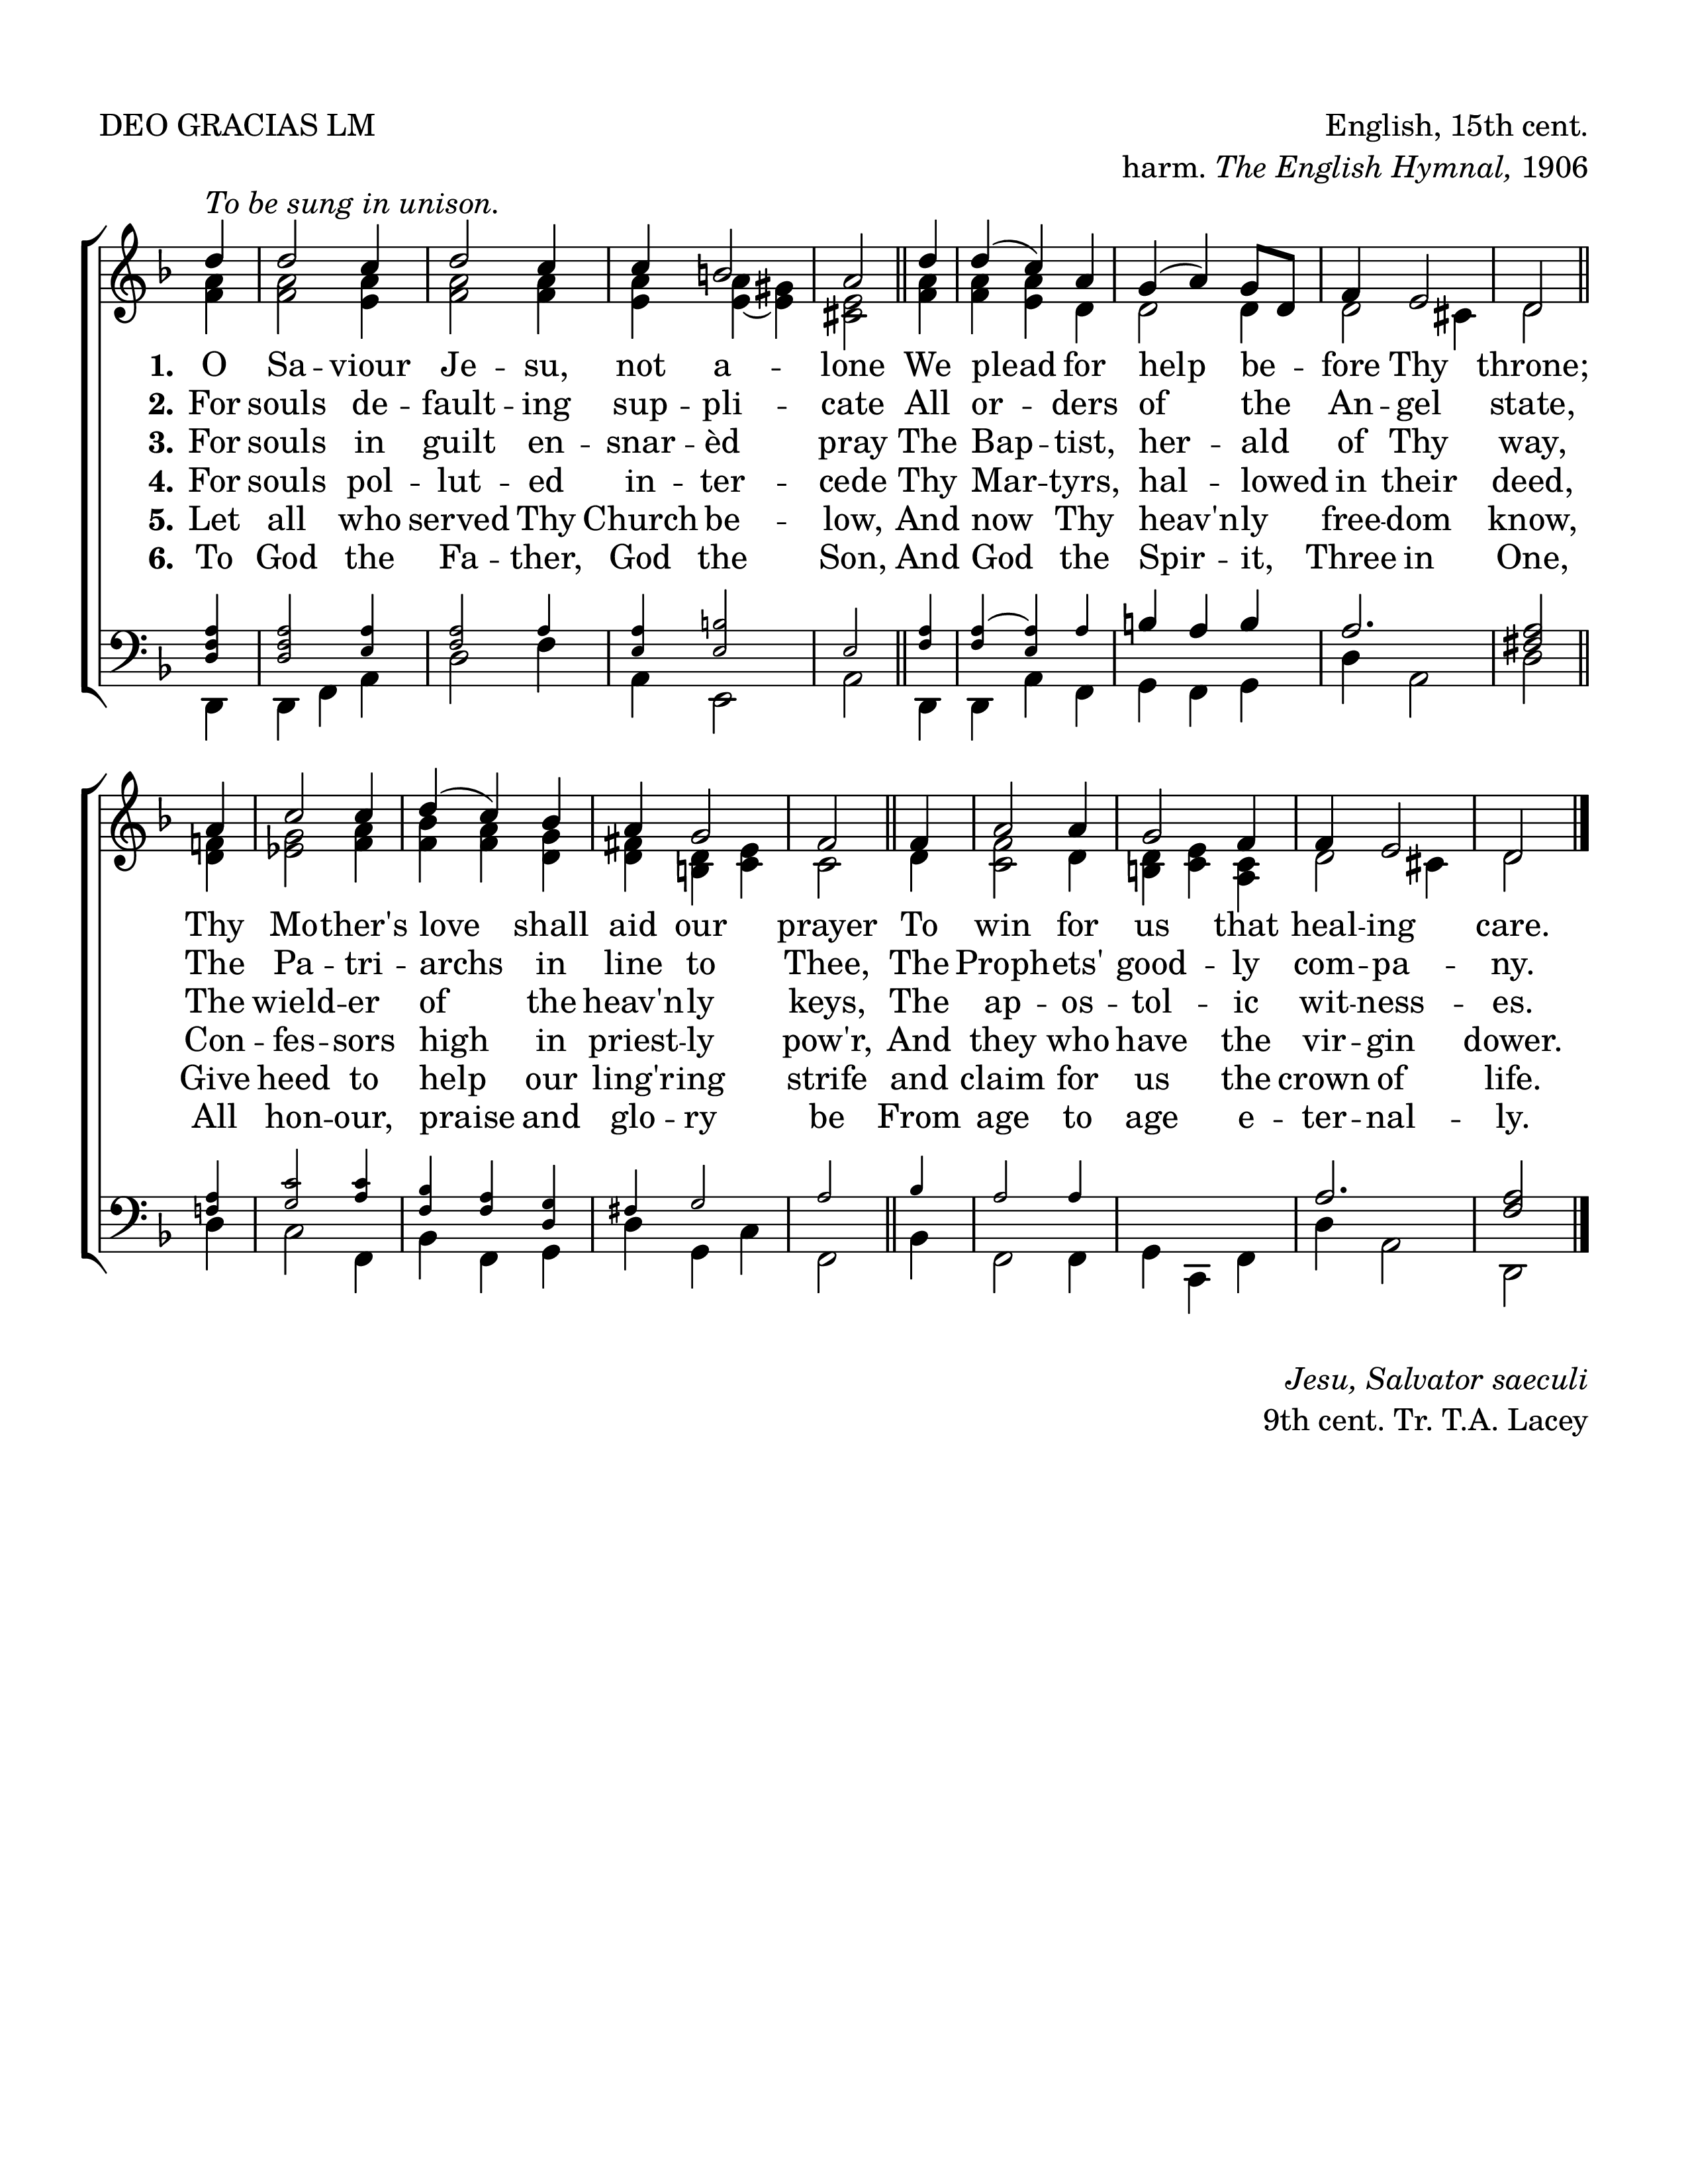 DEO GRACIAS LM
English, 15th cent.
harm. The English Hymnal, 1906
To be sung in unison.
1. O Sa -- viour Je -- su, not a -- lone We plead for help be -- fore Thy throne;
2. For souls de -- fault -- ing sup -- pli -- cate All or -- ders of the An -- gel state,
3. For souls in guilt en -- snar -- èd pray The Bap -- tist, her -- ald of Thy way,
4. For souls pol -- lut -- ed in -- ter -- cede Thy Mar -- tyrs, hal -- lowed in their deed,
5. Let all who served Thy Church be -- low, And now Thy heav'nly free -- dom know,
6. To God the Fa -- ther, God the Son, And God the Spir -- it, Three in One,
Thy Mother's love shall aid our prayer To win for us that heal -- ing care.
The Pa -- tri -- archs in line to Thee, The Prophets' good -- ly com -- pa -- ny.
The wield -- er of the heav'nly keys, The ap -- os -- tol -- ic wit -- ness -- es.
Con -- fes -- sors high in priest -- ly pow'r, And they who have the vir -- gin dower.
Give heed to help our ling'ring strife and claim for us the crown of life.
All hon -- our, praise and glo -- ry be From age to age e -- ter -- nal -- ly.
Jesu, Salvator saeculi
9th cent. Tr. T.A. Lacey